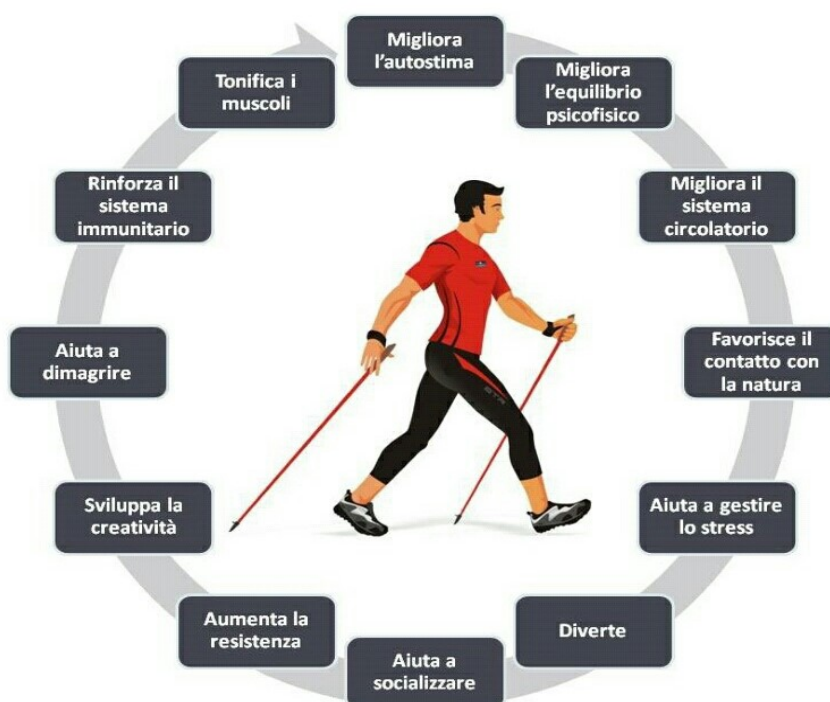 Migliora
l'autostima
Migliora
l'equilibrio
psicofisico
Migliora il
sistema
circolatorio
Favorisce il
contatto con
la natura
Aiuta a gestire
lo stress
Diverte
Aiuta a
socializzare
Aumenta la
resistenza
Sviluppa la
creatività
Aiuta a
dimagrire
Rinforza il
sistema
immunitario
Tonifica i
muscoli